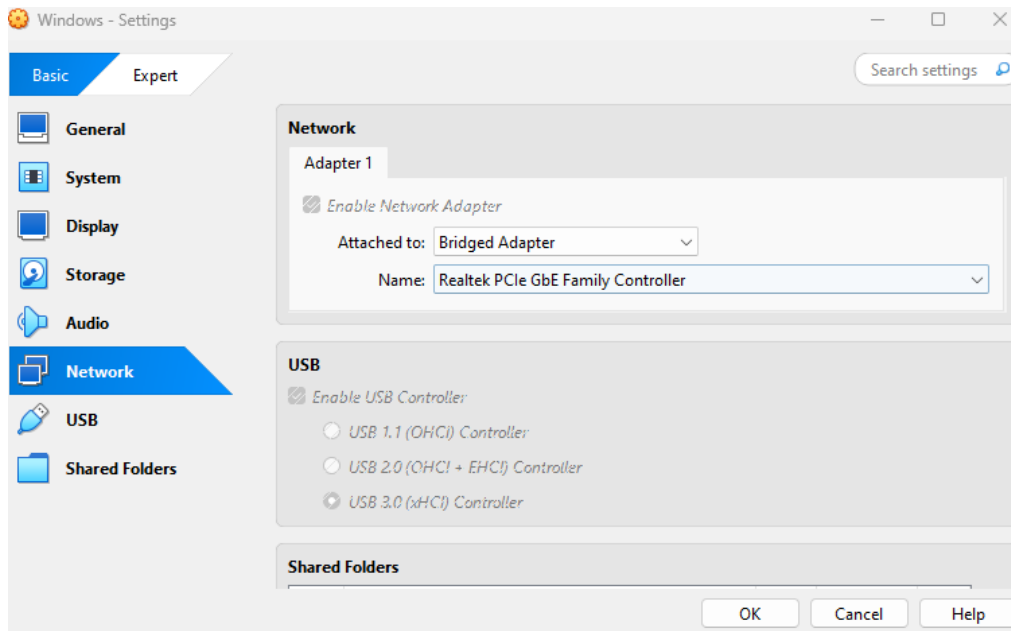 Windows - Settings
Basic
Expert
Search settings
General
System
Display
Storage
Audio
Network
USB
Shared Folders
Network
Adapter 1
Enable Network Adapter
Attached to: Bridged Adapter
Name: Realtek PCIe GbE Family Controller
USB
Enable USB Controller
USB 1.1 (OHCI) Controller
USB 2.0 (OHCI + EHCI) Controller
USB 3.0 (xHCI) Controller
Shared Folders
OK
Cancel
Help